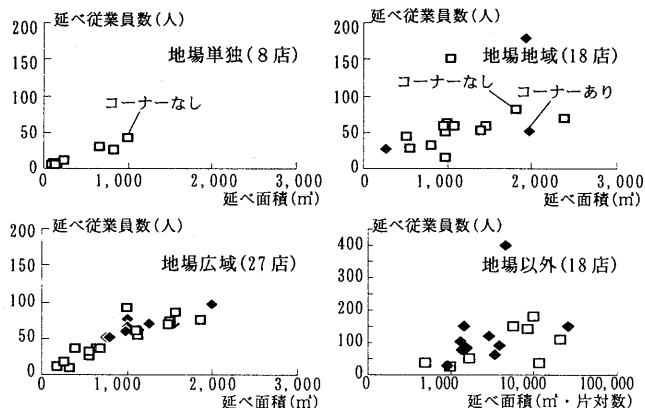 延べ従業員数(人)
200
地場単独(8店)
150
コーナーなし
100
50
0
0
1,000
2,000
3,000
延べ面積(㎡)
延べ従業員数(人)
200
地場地域(18店)
150
コーナーなし
コーナーあり
100
50
0
0
1,000
2,000
3,000
延べ面積(㎡)
延べ従業員数(人)
200
地場広域(27店)
150
100
50
0
0
1,000
2,000
3,000
延べ面積(㎡)
延べ従業員数(人)
400
地場以外(18店)
300
200
100
0
0
1,000
10,000
100,000
延べ面積(㎡・片対数)